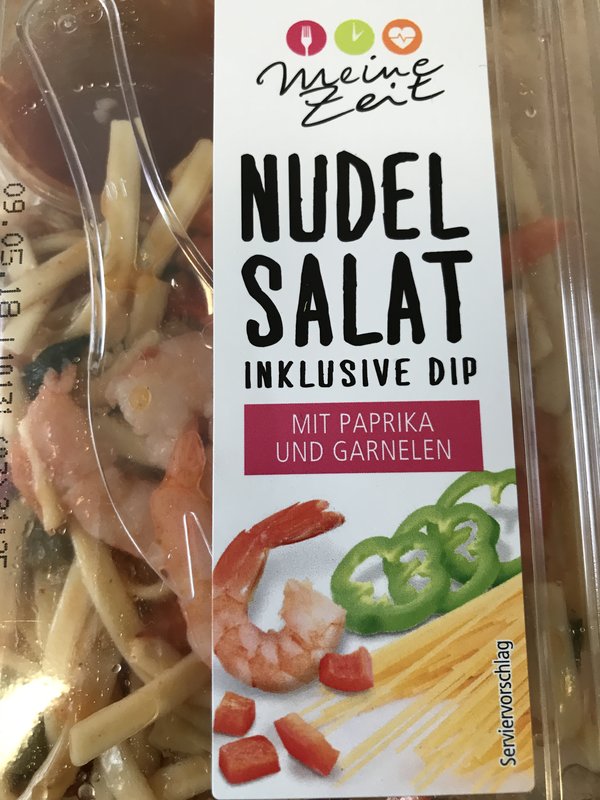 Meine
Zeit
NUDEL
SALAT
INKLUSIVE DIP
MIT PAPRIKA
UND GARNELEN
Serviervorschlag
09.05.18